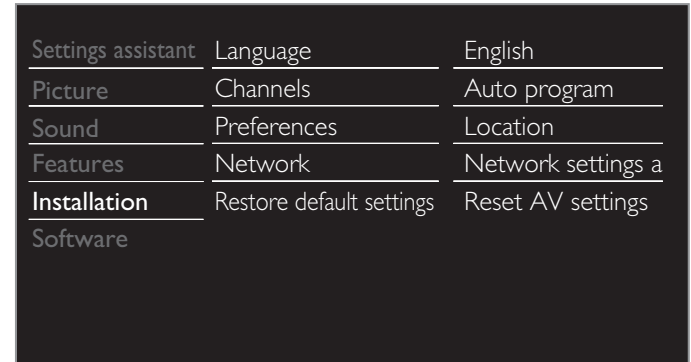 Settings assistant Language English
Picture Channels Auto program
Sound Preferences Location
Features Network Network settings a
Installation Restore default settings Reset AV settings
Software